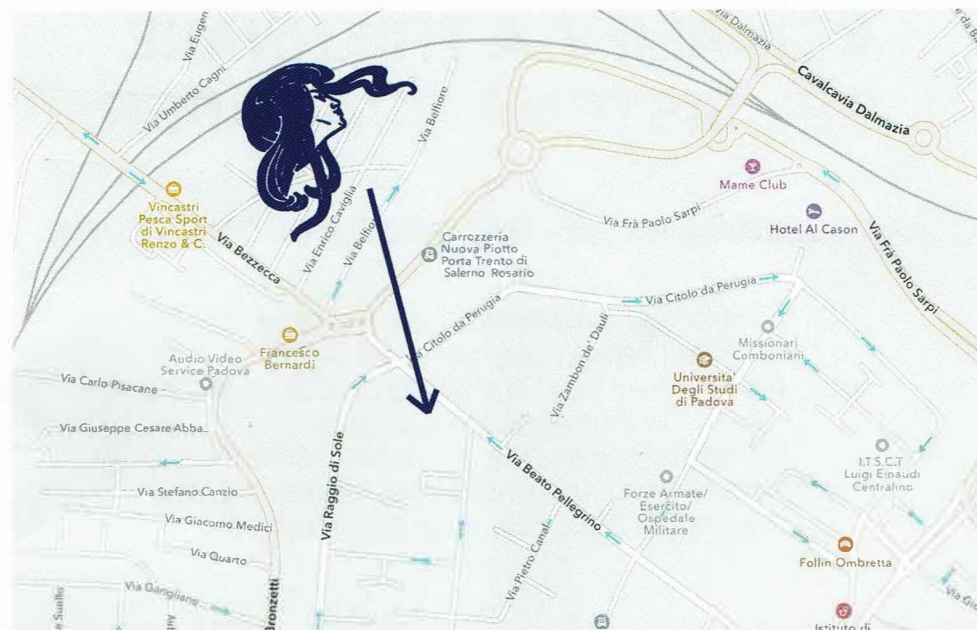 Via Eugen
Via Umberto Cagni
Via Belfiore
Via Dalmazia
Cavalcavia Dalmazia
Mame Club
Hotel Al Cason
Via Frà Paolo Sarpi
Via Frà Paolo Sarpi
Vincastri
Pesca Sport
di Vincastri
Renzo & C.
Via Bezzecca
Via Enrico Caviglia
Via Belfiore
Carrozzeria
Nuova Piotto
Porta Trento di
Salerno Rosario
Via Citolo da Perugia
Via Citolo da Perugia
Francesco
Bernardi
Audio Video
Service Padova
Via Zambon de' Dauli
Missionari
Comboniani
Universita'
Degli Studi
di Padova
Via Carlo Pisacane
Via Giuseppe Cesare Abba
Via Raggio di Sole
Via Beato Pellegrino
I.T.S.C.T
Luigi Einaudi
Centralino
Via Stefano Canzio
Via Giacomo Medici
Via Quarto
Forze Armate/
Esercito/
Ospedale
Militare
Via Pietro Canal
Follin Ombretta
Via Garigliano
Bronzetti
Istituto di